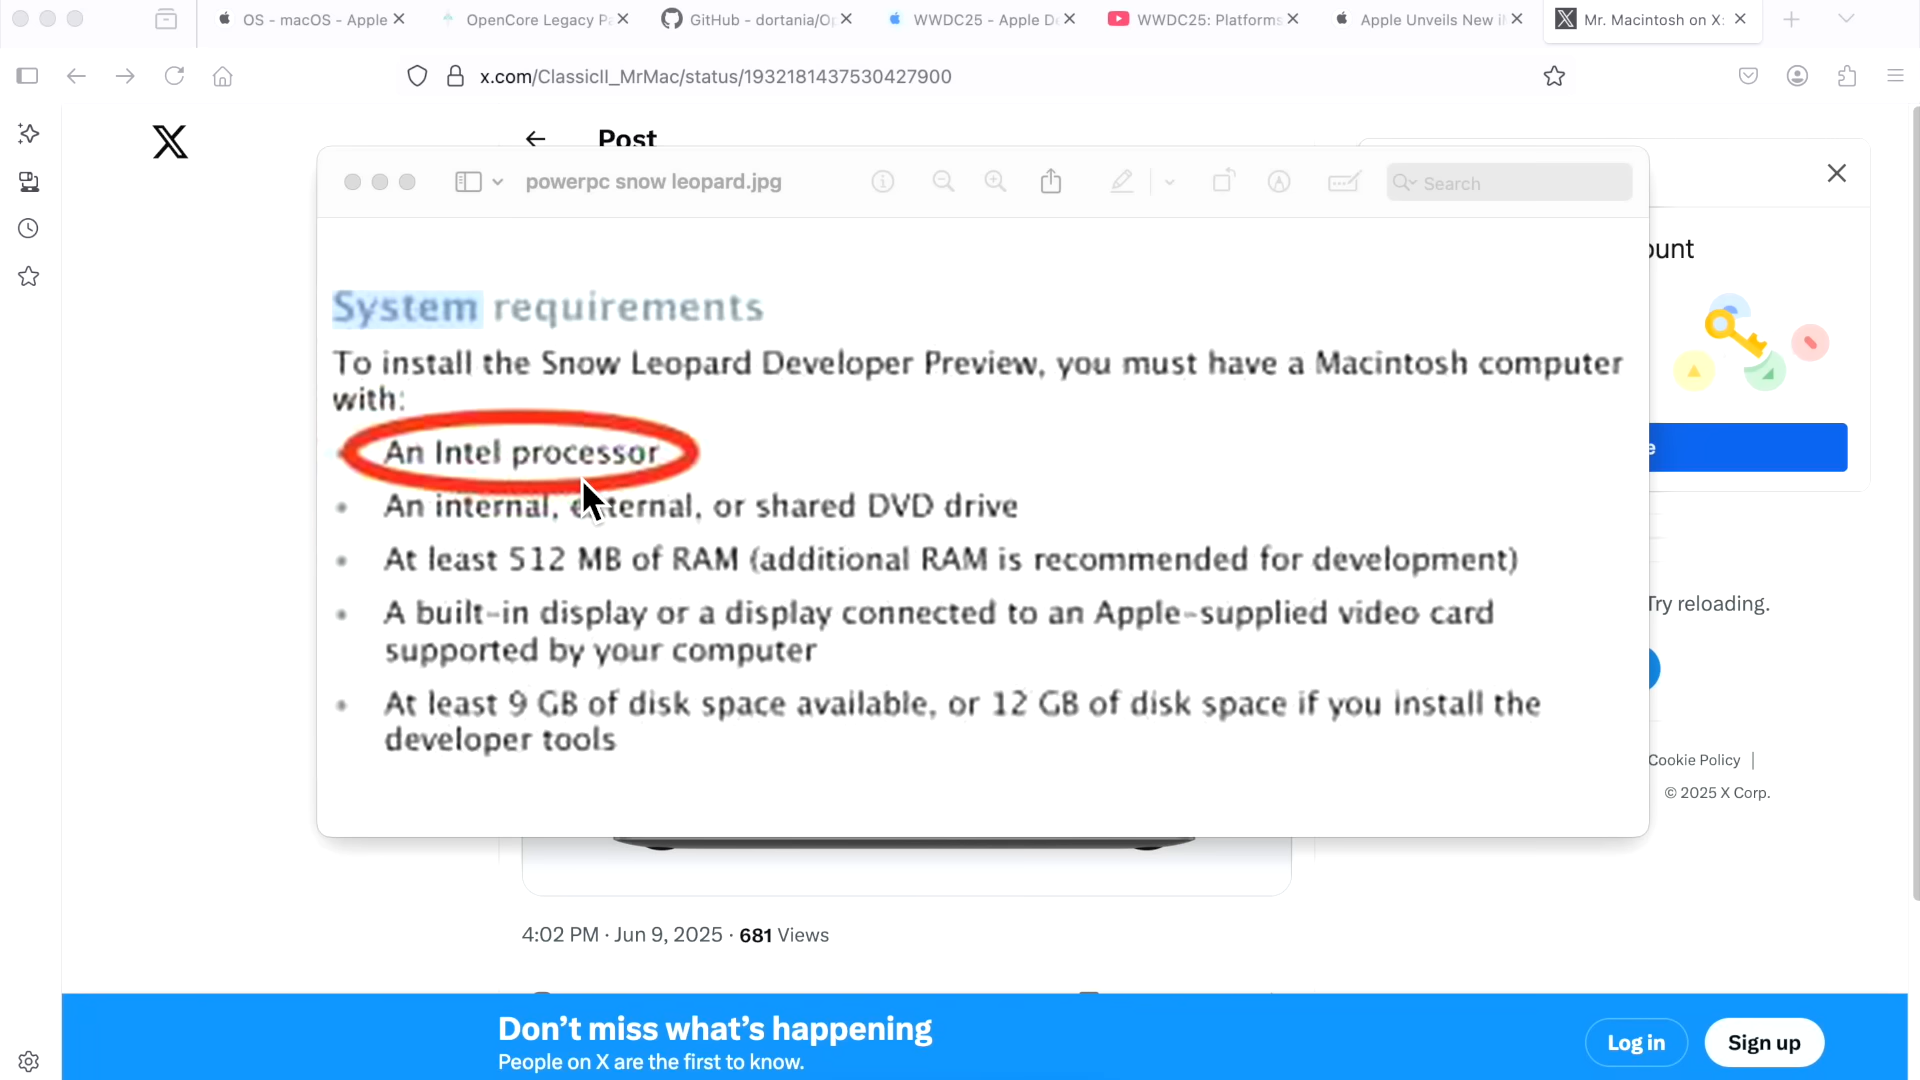 OS - macOS - Apple
OpenCore Legacy Pa
GitHub - dortania/Op
WWDC25 - Apple De
WWDC25: Platforms
Apple Unveils New i
Mr. Macintosh on X:
x.com/ClassicII_MrMac/status/1932181437530427900
Post
powerpc snow leopard.jpg
Search
ount
System requirements
To install the Snow Leopard Developer Preview, you must have a Macintosh computer
with:
An Intel processor
e
• An internal, external, or shared DVD drive
• At least 512 MB of RAM (additional RAM is recommended for development)
Try reloading.
• A built-in display or a display connected to an Apple-supplied video card
supported by your computer
• At least 9 GB of disk space available, or 12 GB of disk space if you install the
developer tools
Cookie Policy |
© 2025 X Corp.
4:02 PM · Jun 9, 2025 · 681 Views
Don’t miss what’s happening
People on X are the first to know.
Log in
Sign up